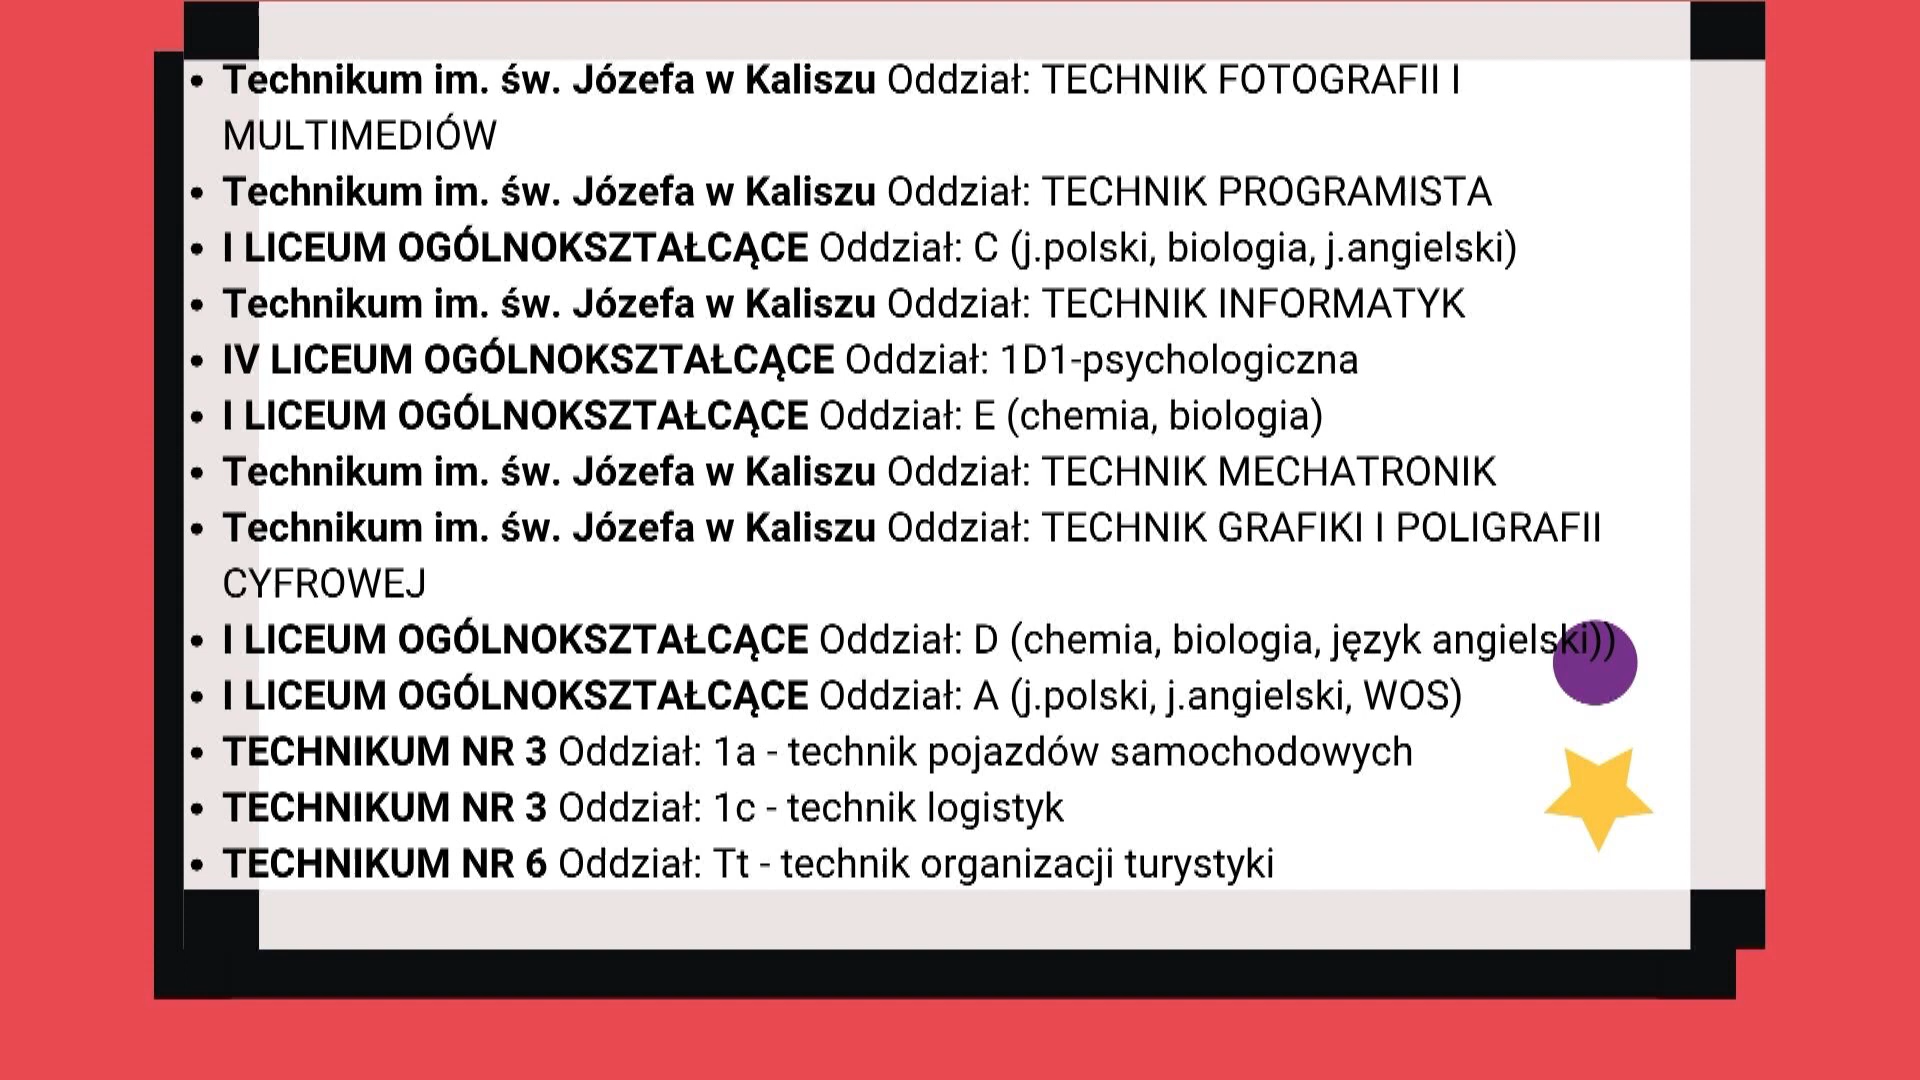 • Technikum im. św. Józefa w Kaliszu Oddział: TECHNIK FOTOGRAFII I
MULTIMEDIÓW
• Technikum im. św. Józefa w Kaliszu Oddział: TECHNIK PROGRAMISTA
• I LICEUM OGÓLNOKSZTAŁCĄCE Oddział: C (j.polski, biologia, j.angielski)
• Technikum im. św. Józefa w Kaliszu Oddział: TECHNIK INFORMATYK
• IV LICEUM OGÓLNOKSZTAŁCĄCE Oddział: 1D1-psychologiczna
• I LICEUM OGÓLNOKSZTAŁCĄCE Oddział: E (chemia, biologia)
• Technikum im. św. Józefa w Kaliszu Oddział: TECHNIK MECHATRONIK
• Technikum im. św. Józefa w Kaliszu Oddział: TECHNIK GRAFIKI I POLIGRAFII
CYFROWEJ
• I LICEUM OGÓLNOKSZTAŁCĄCE Oddział: D (chemia, biologia, język angielski))
• I LICEUM OGÓLNOKSZTAŁCĄCE Oddział: A (j.polski, j.angielski, WOS)
• TECHNIKUM NR 3 Oddział: 1a - technik pojazdów samochodowych
• TECHNIKUM NR 3 Oddział: 1c - technik logistyk
• TECHNIKUM NR 6 Oddział: Tt - technik organizacji turystyki